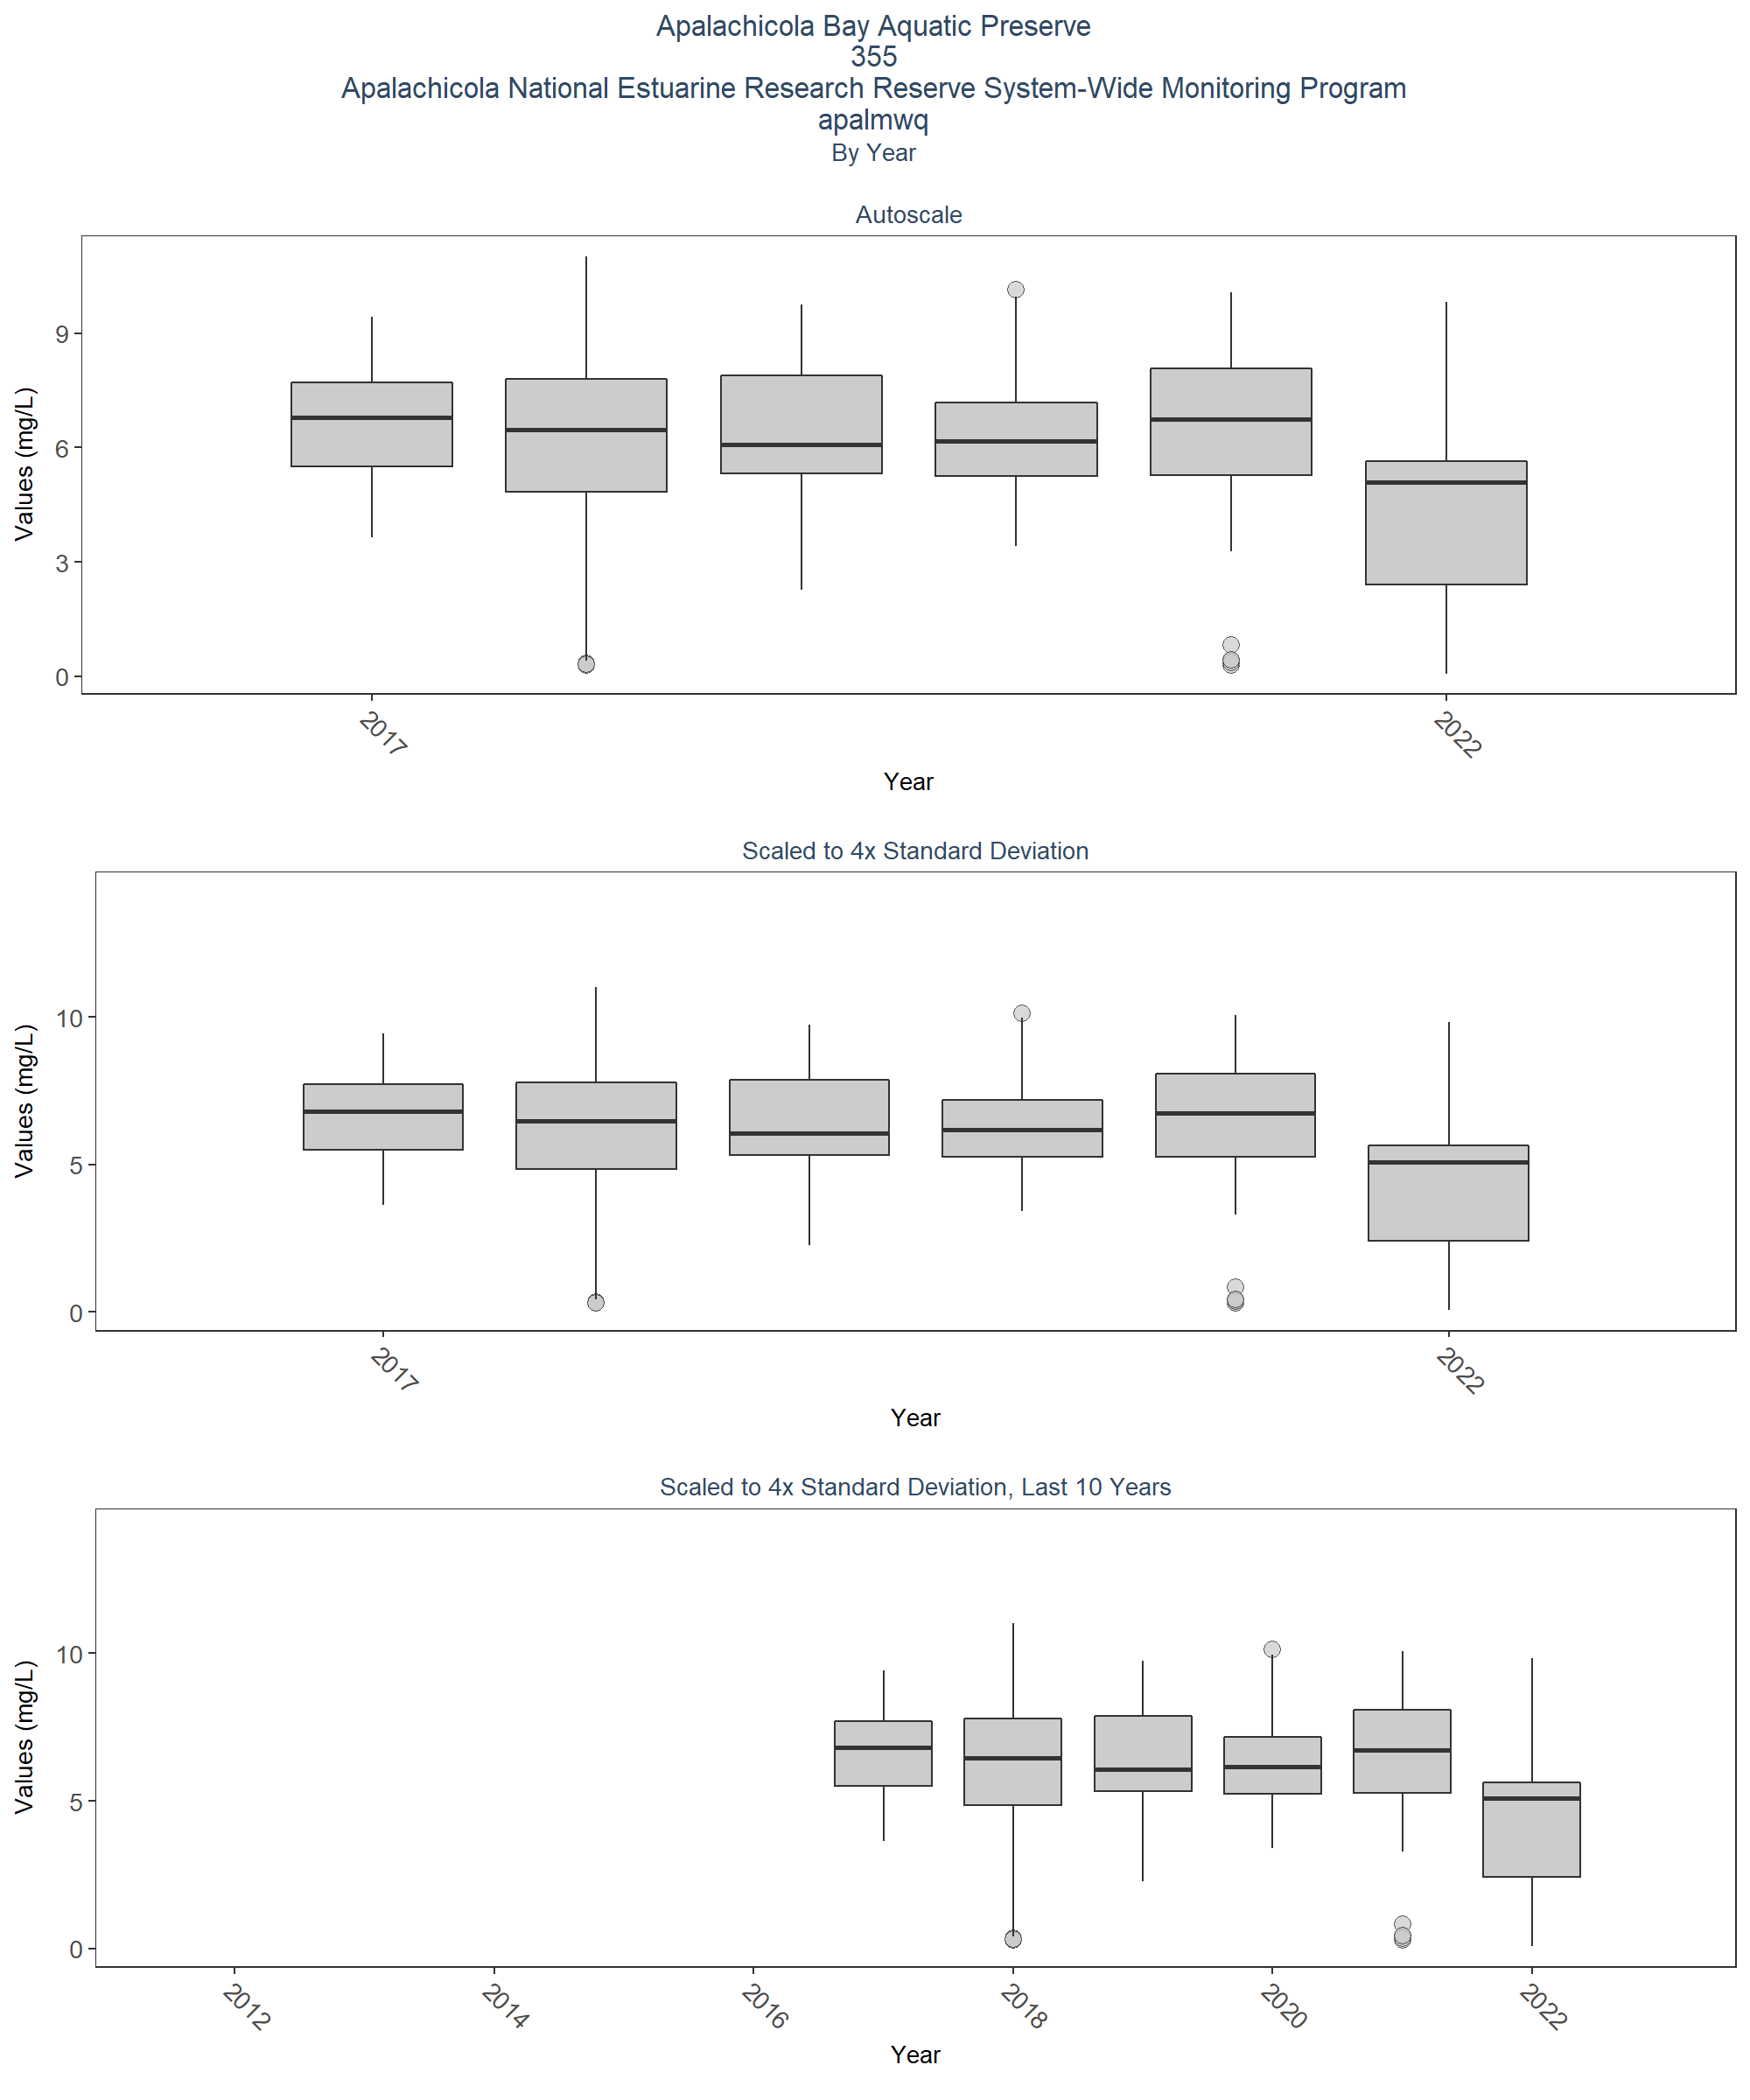 Apalachicola Bay Aquatic Preserve
355
Apalachicola National Estuarine Research Reserve System-Wide Monitoring Program
apalmwq
By Year
Autoscale
Values (mg/L)
9
6
3
0
2017
2022
Year
Scaled to 4x Standard Deviation
Values (mg/L)
10
5
0
2017
2022
Year
Scaled to 4x Standard Deviation, Last 10 Years
Values (mg/L)
10
5
0
2012
2014
2016
2018
2020
2022
Year